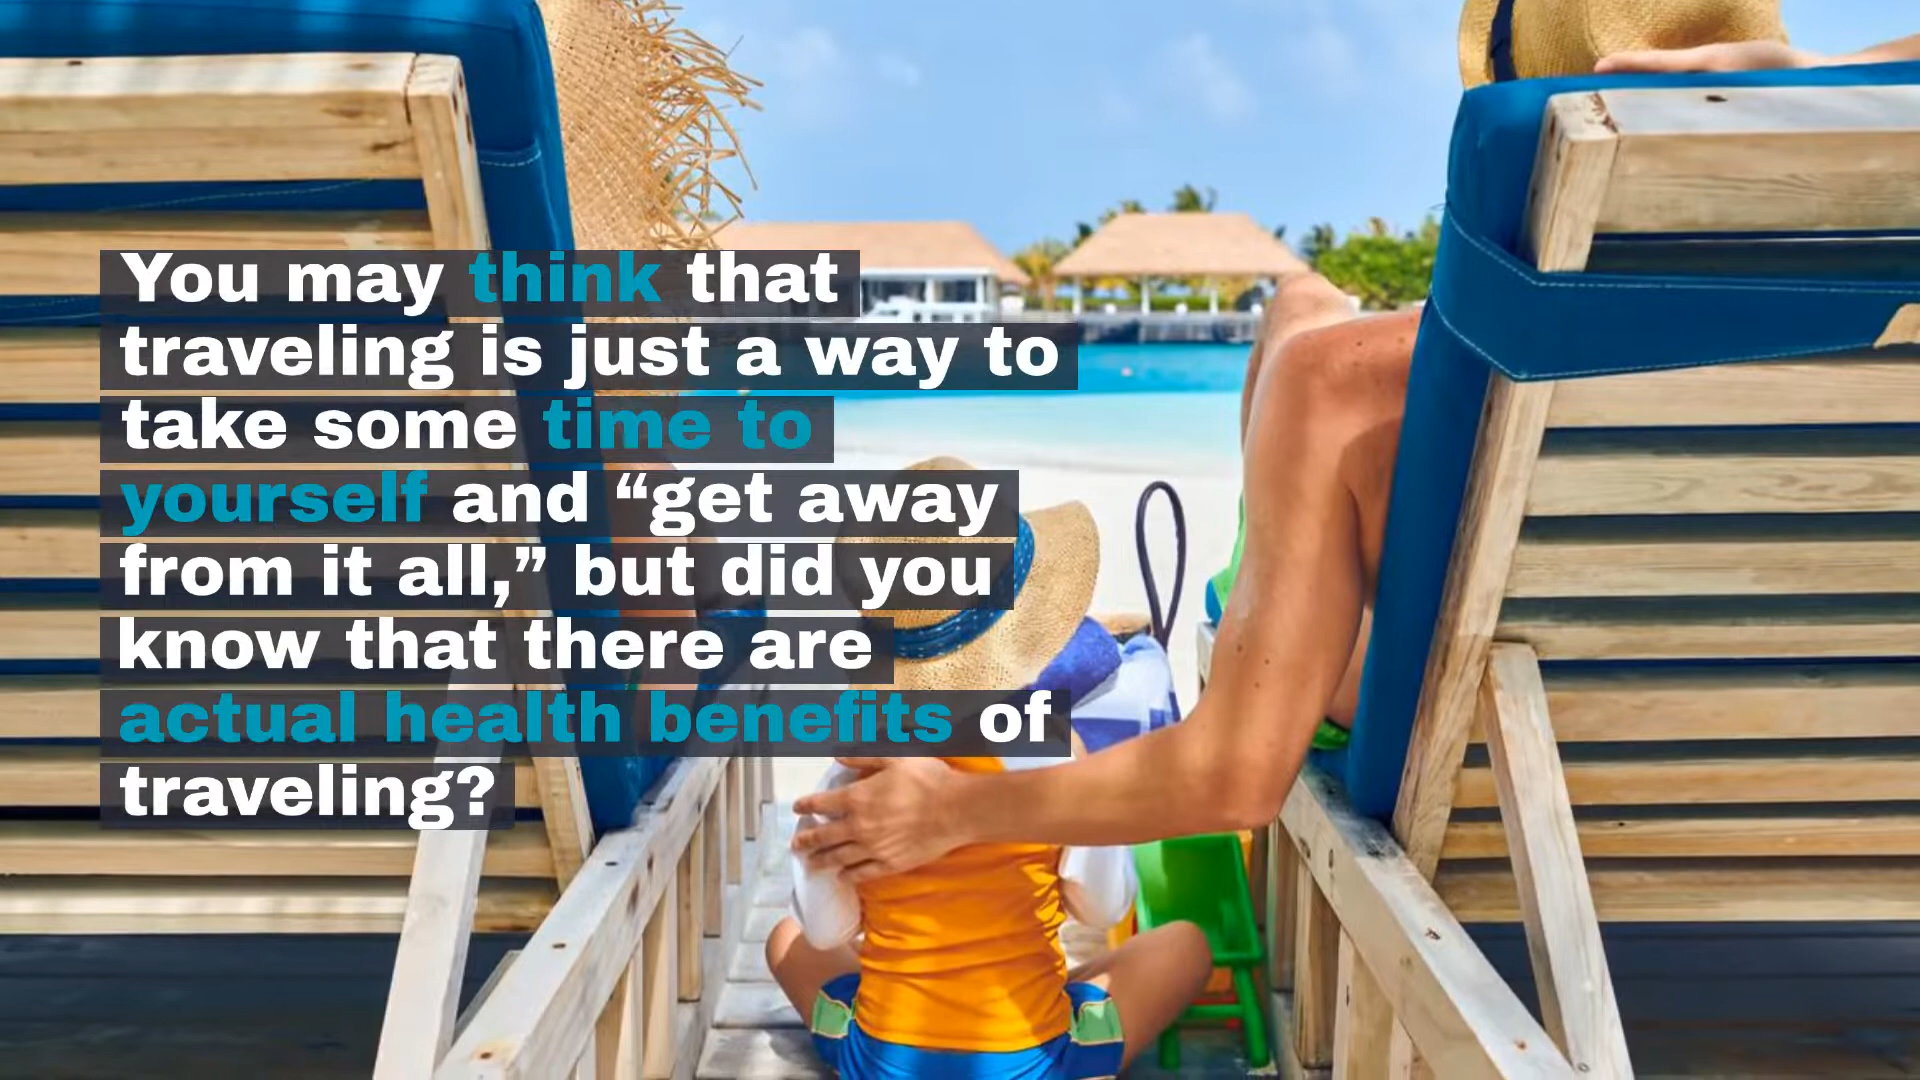 You may think that
traveling is just a way to
take some time to
yourself and “get away
from it all,” but did you
know that there are
actual health benefits of
traveling?